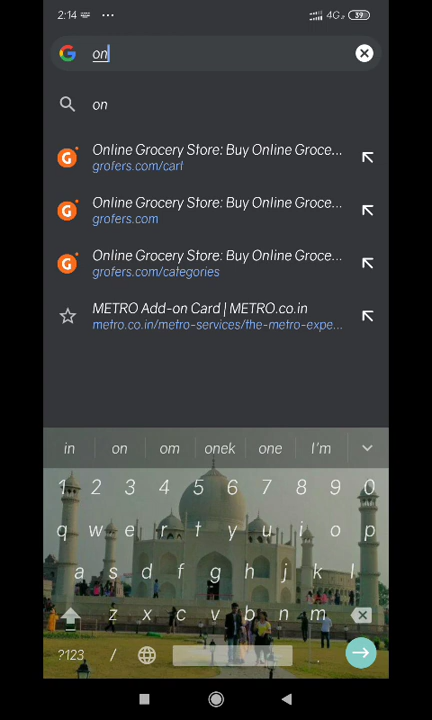 2:14 ... 4G 39
on
on
Online Grocery Store: Buy Online Groce...
grofers.com/carl
Online Grocery Store: Buy Online Groce...
grofers.com
Online Grocery Store: Buy Online Groce...
grofers.com/categories
METRO Add-on Card | METRO.co.in
metro.co.in/metro-services/the-metro-expe...
in on om onek one I'm
1 2 3 4 5 6 7 8 9 0
q w e r t y u i o p
a s d f g h j k l
z x c v b n m
?123 /